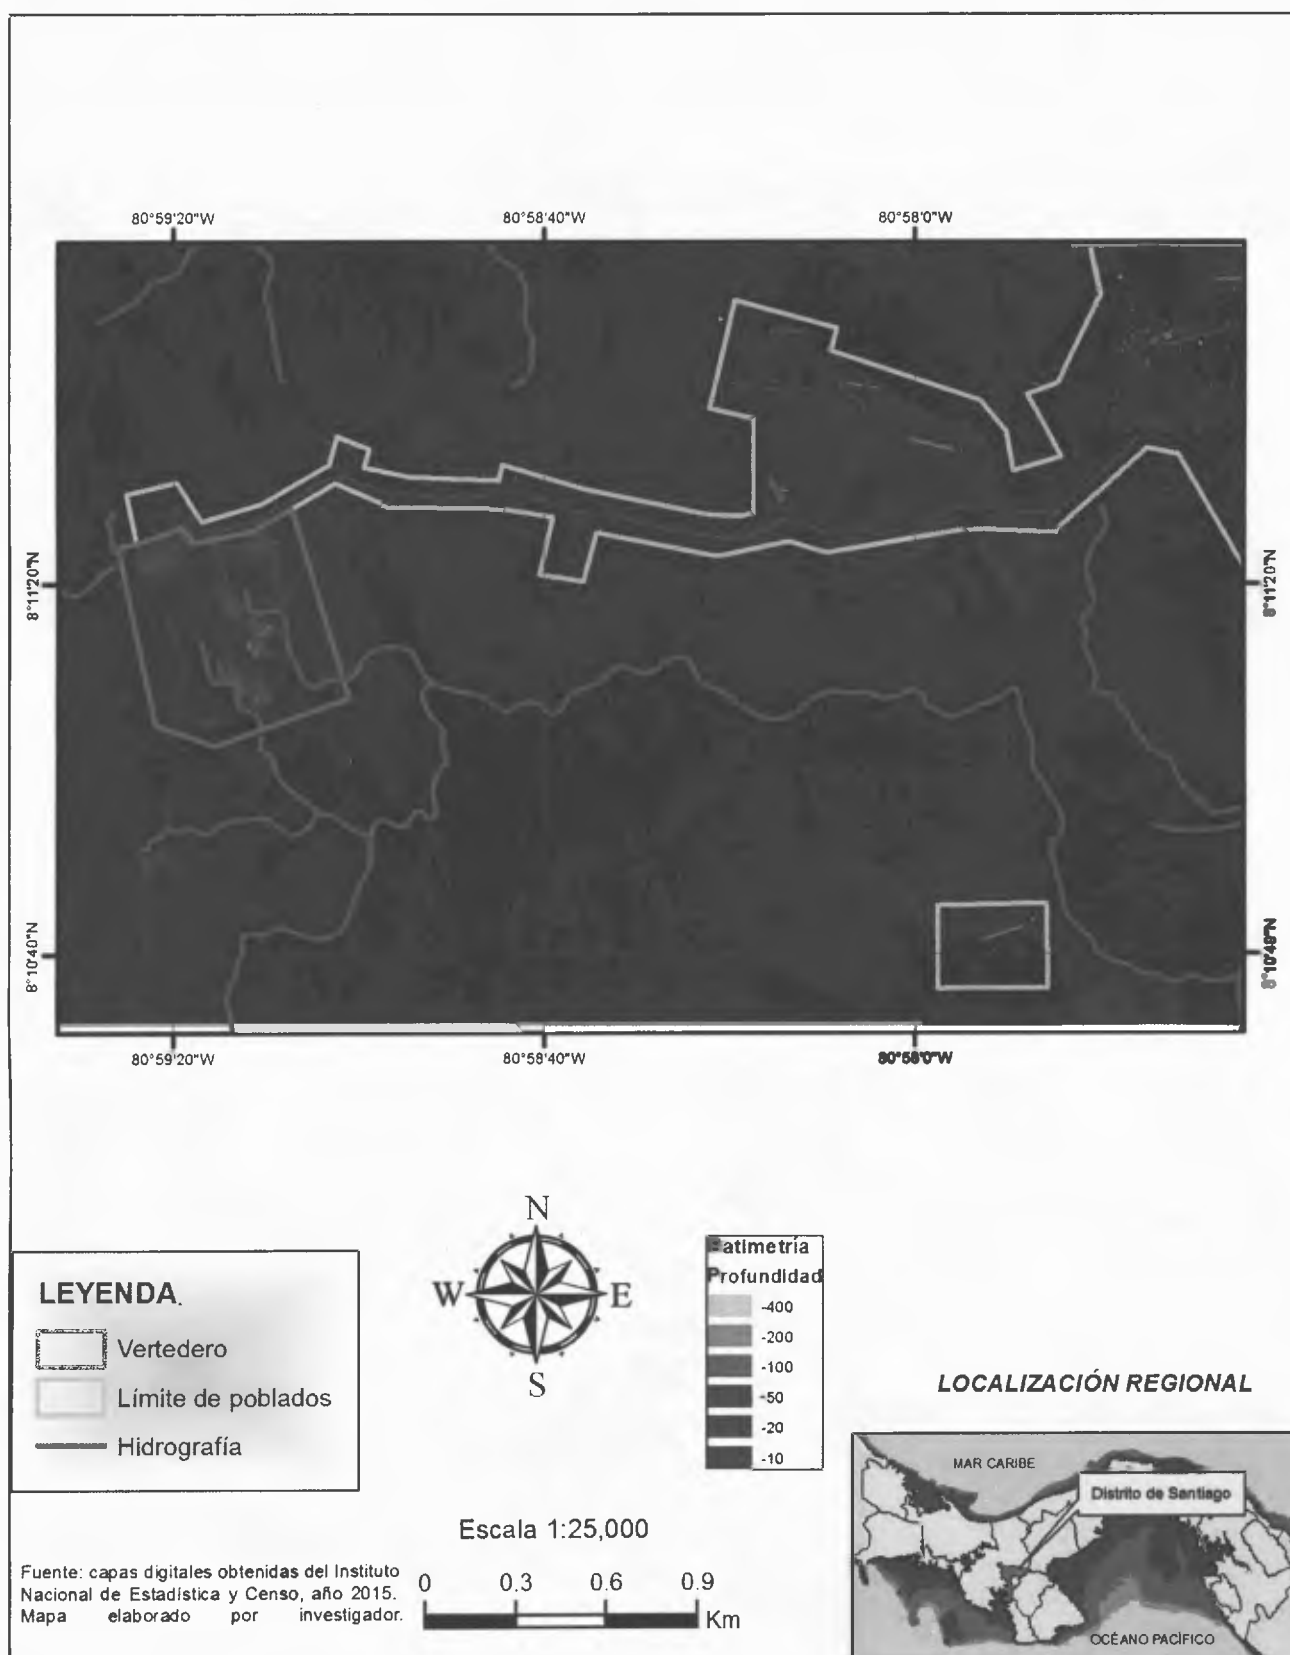 80°59'20"W 80°58'40"W 80°58'0"W
8°11'20"N 8°11'20"N
8°10'40"N 8°10'40"N
80°59'20"W 80°58'40"W 80°58'0"W
N
W E
S
LEYENDA
Vertedero
Límite de poblados
Hidrografía
Batimetría
Profundidad
-400
-200
-100
-50
-20
-10
Escala 1:25,000
0 0.3 0.6 0.9
Km
Fuente: capas digitales obtenidas del Instituto
Nacional de Estadística y Censo, año 2015.
Mapa elaborado por investigador.
LOCALIZACIÓN REGIONAL
MAR CARIBE
Distrito de Santiago
OCÉANO PACÍFICO